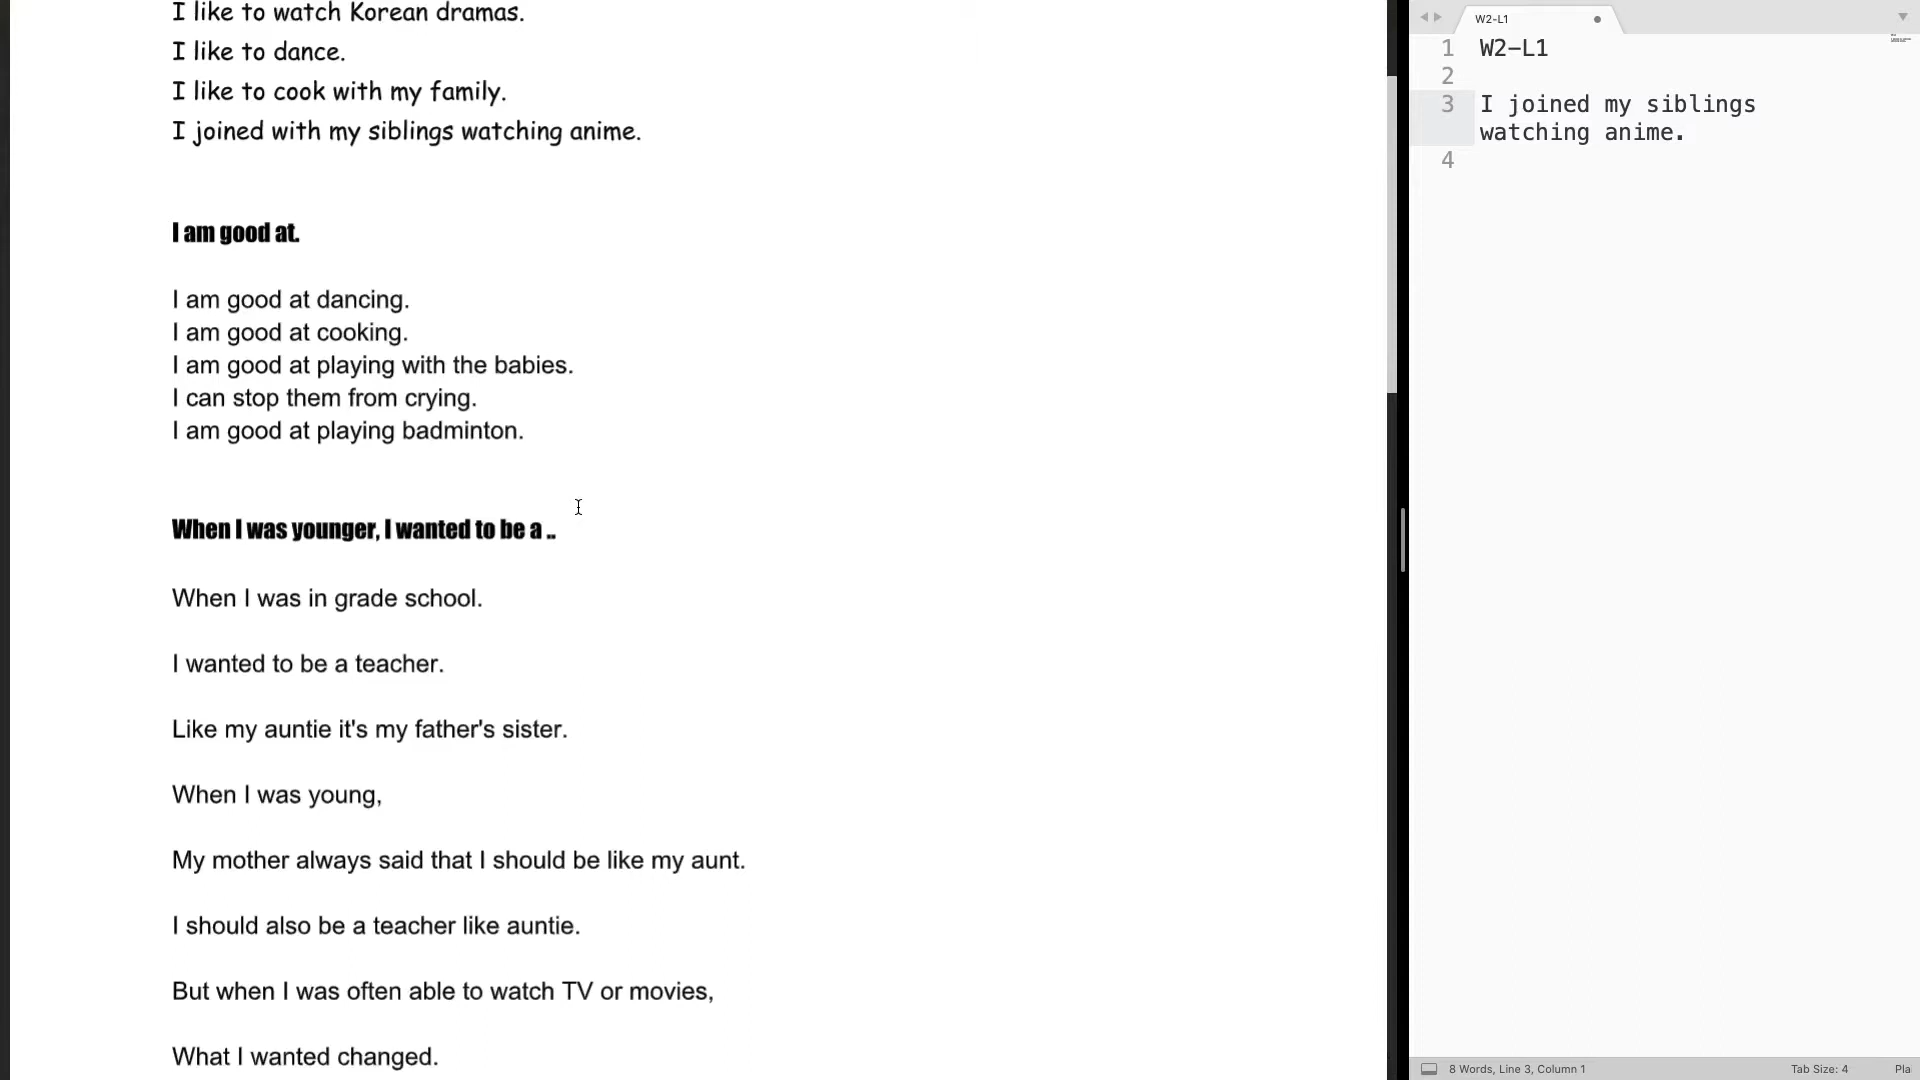 I like to watch Korean dramas.
I like to dance.
I like to cook with my family.
I joined with my siblings watching anime.
I am good at.
I am good at dancing.
I am good at cooking.
I am good at playing with the babies.
I can stop them from crying.
I am good at playing badminton.
When I was younger, I wanted to be a ..
When I was in grade school.
I wanted to be a teacher.
Like my auntie it's my father's sister.
When I was young,
My mother always said that I should be like my aunt.
I should also be a teacher like auntie.
But when I was often able to watch TV or movies,
What I wanted changed.
W2-L1
1 W2-L1
2
3 I joined my siblings
watching anime.
4
8 Words, Line 3, Column 1
Tab Size: 4
Pla